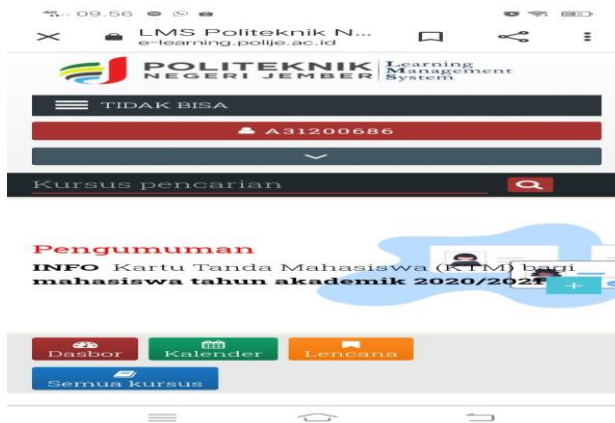 09.56
LMS Politeknik N...
e-learning.polije.ac.id
POLITEKNIK
NEGERI JEMBER
Learning
Management
System
TIDAK BISA
A31200686
Kursus pencarian
Pengumuman
INFO Kartu Tanda Mahasiswa (KTM) bagi
mahasiswa tahun akademik 2020/2021
Dasbor
Kalender
Lencana
Semua kursus